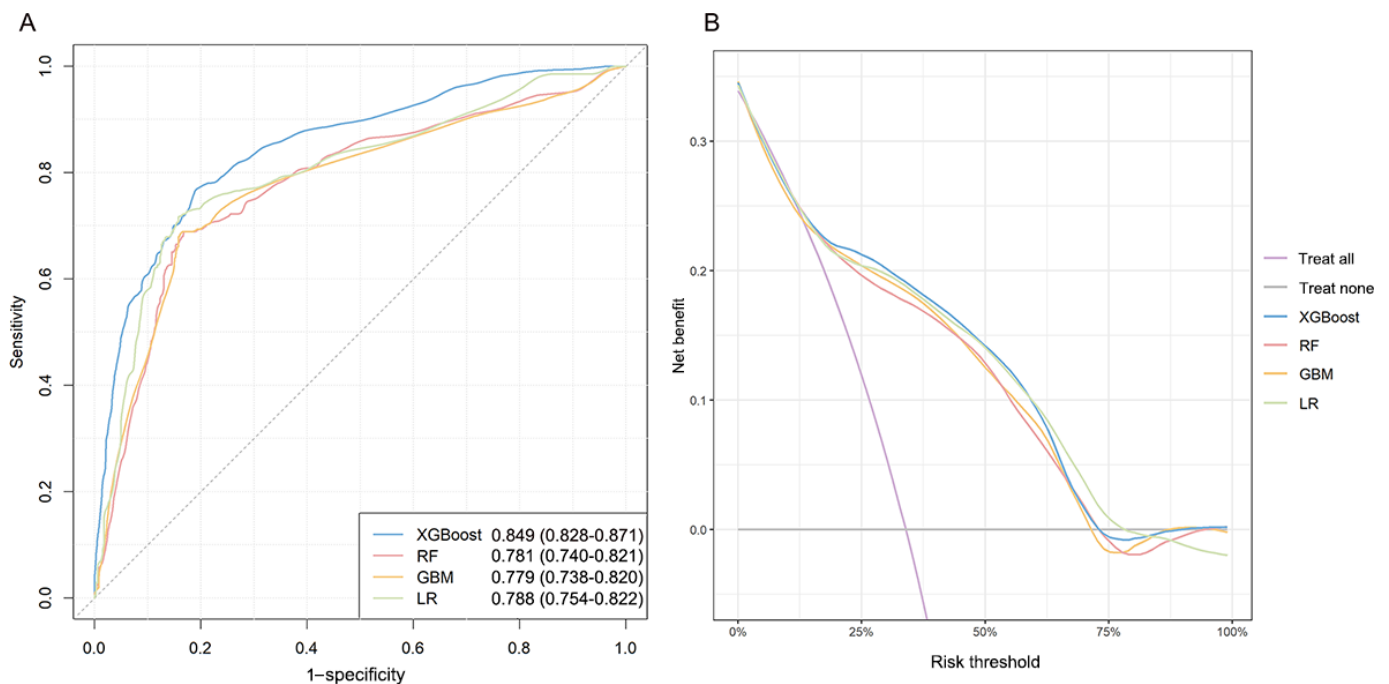 A
Sensitivity
1.0
0.8
0.6
0.4
0.2
0.0
XGBoost 0.849 (0.828-0.871)
RF 0.781 (0.740-0.821)
GBM 0.779 (0.738-0.820)
LR 0.788 (0.754-0.822)
0.0 0.2 0.4 0.6 0.8 1.0
1−specificity
B
Net benefit
0.3
0.2
0.1
0.0
0% 25% 50% 75% 100%
Risk threshold
Treat all
Treat none
XGBoost
RF
GBM
LR